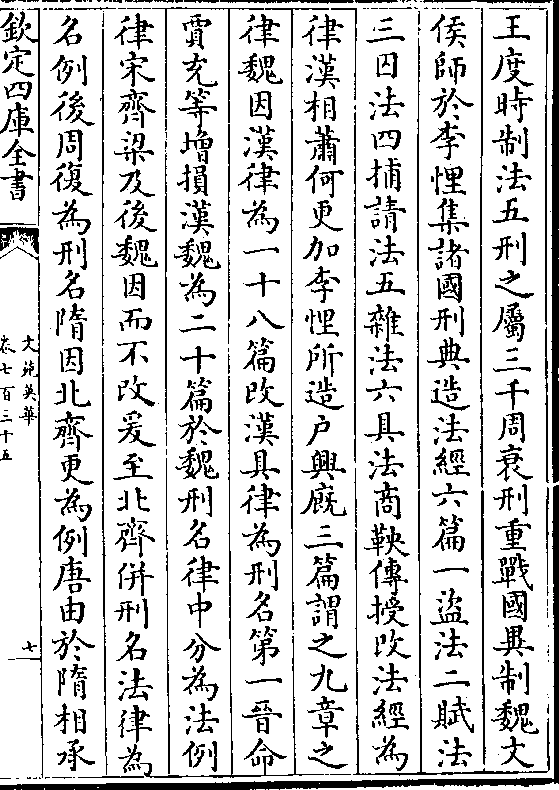 王度時制法五刑之屬三千周衰刑重戰國異制魏文
侯師於李悝集諸國刑典造法經六篇一盜法二賊法
三囚法四捕請法五雜法六具法商鞅傳授改法經為
律漢相蕭何更加李悝所造户興廐三篇謂之九章之
律魏因漢律為一十八篇改漢具律為刑名第一晉命
賈充等增損漢魏為二十篇於魏刑名律中分為法例
律宋齊梁及後魏因而不改爰至北齊併刑名法律為
名例後周復為刑名隋因北齊更為例唐由於隋相承
欽定四庫全書
文苑英華
卷七百三十五
七